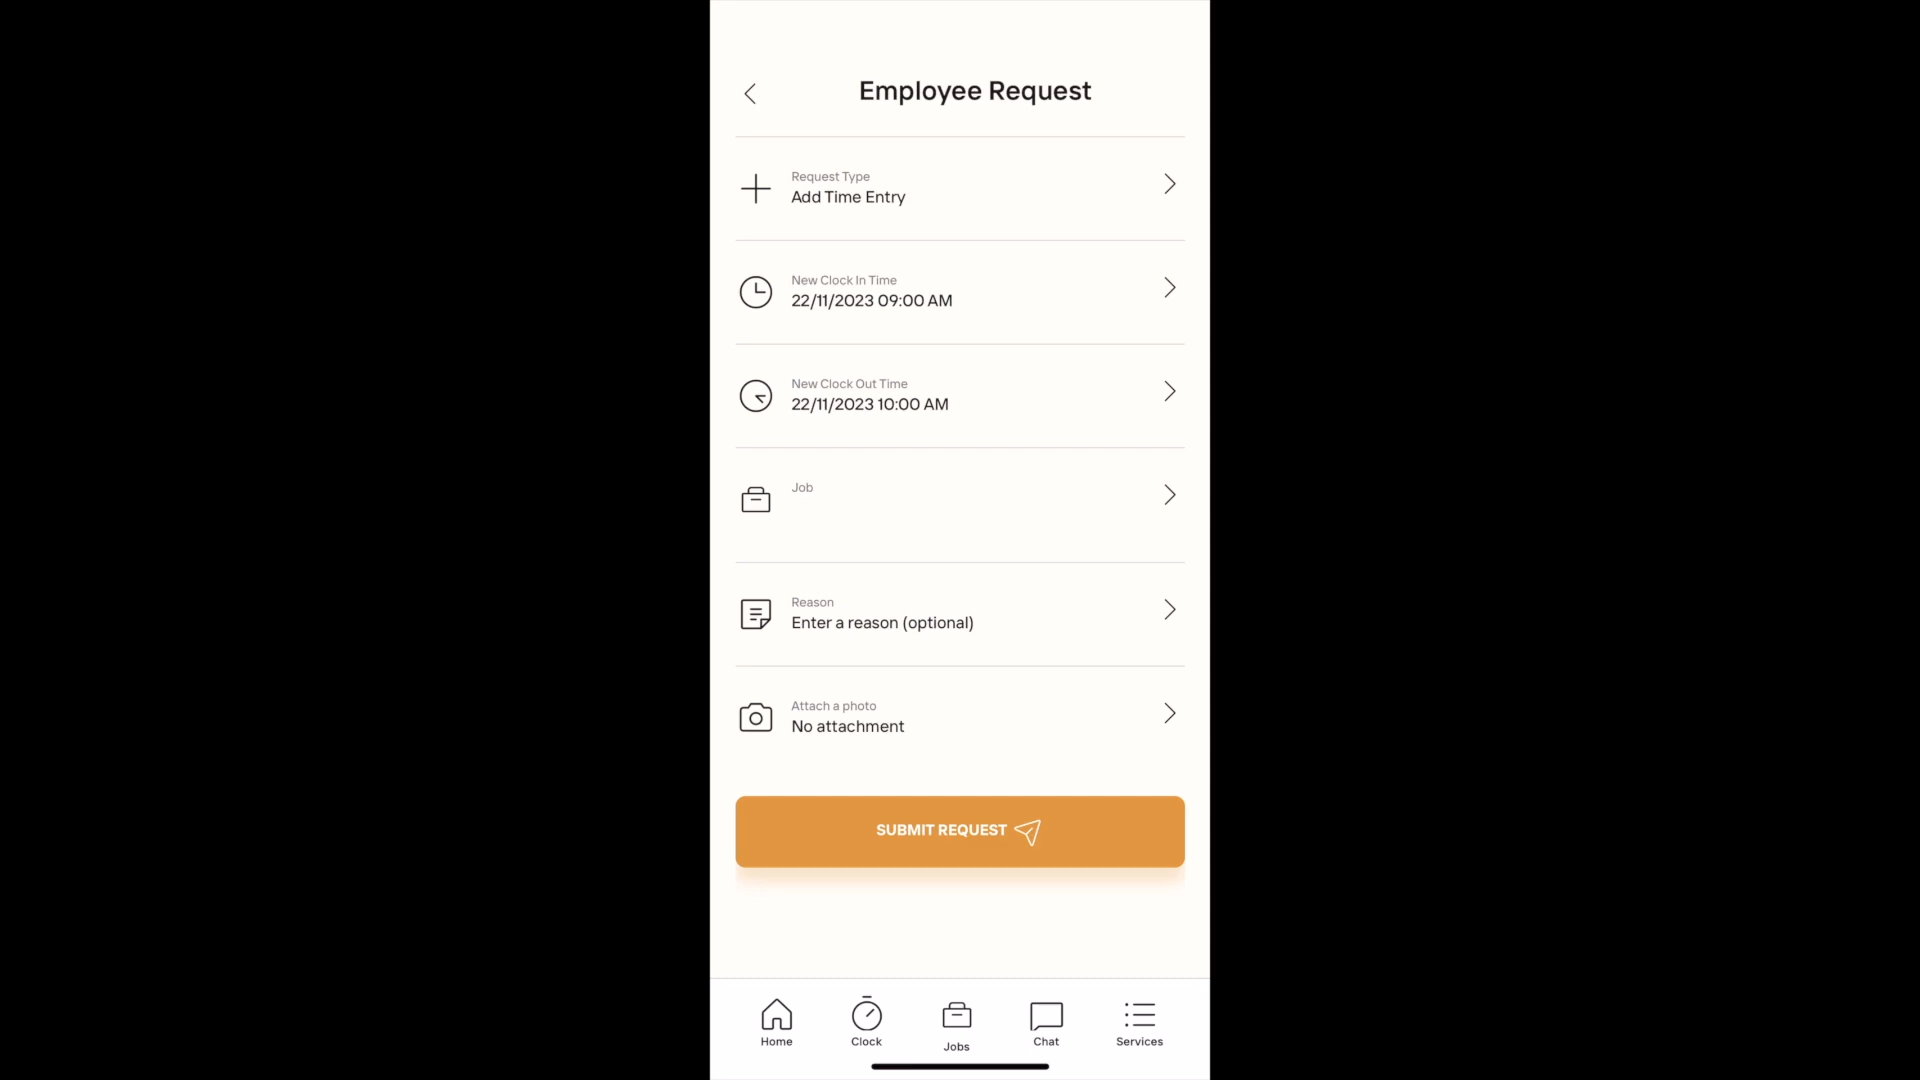 Employee Request
Request Type
Add Time Entry
New Clock In Time
22/11/2023 09:00 AM
New Clock Out Time
22/11/2023 10:00 AM
Job
Reason
Enter a reason (optional)
Attach a photo
No attachment
SUBMIT REQUEST
Home
Clock
Jobs
Chat
Services